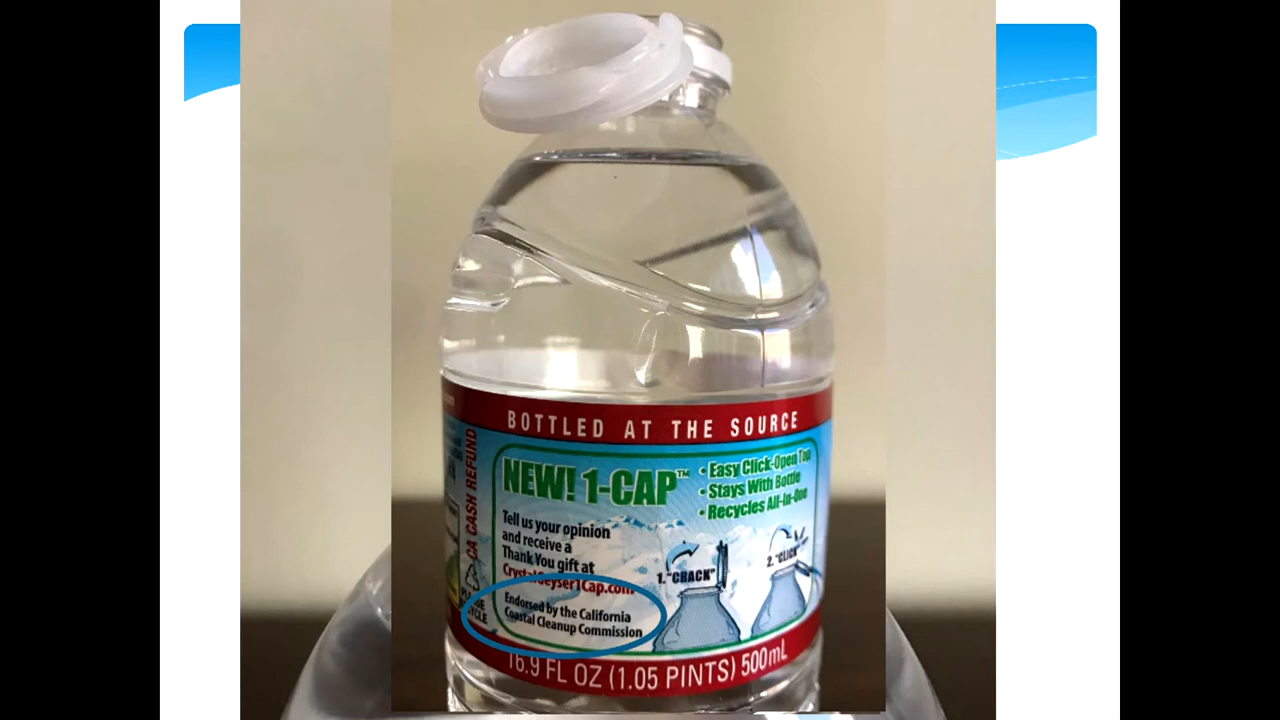 BOTTLED AT THE SOURCE
CA CASH REFUND
NEW! 1-CAP™
• Easy Click-Open Top
• Stays With Bottle
• Recycles All-In-One
Tell us your opinion
and receive a
Thank You gift at
CrystalGeyser1Cap.com
Endorsed by the California
Coastal Cleanup Commission
1. "CRACK"
2. "CLICK"
16.9 FL OZ (1.05 PINTS) 500mL